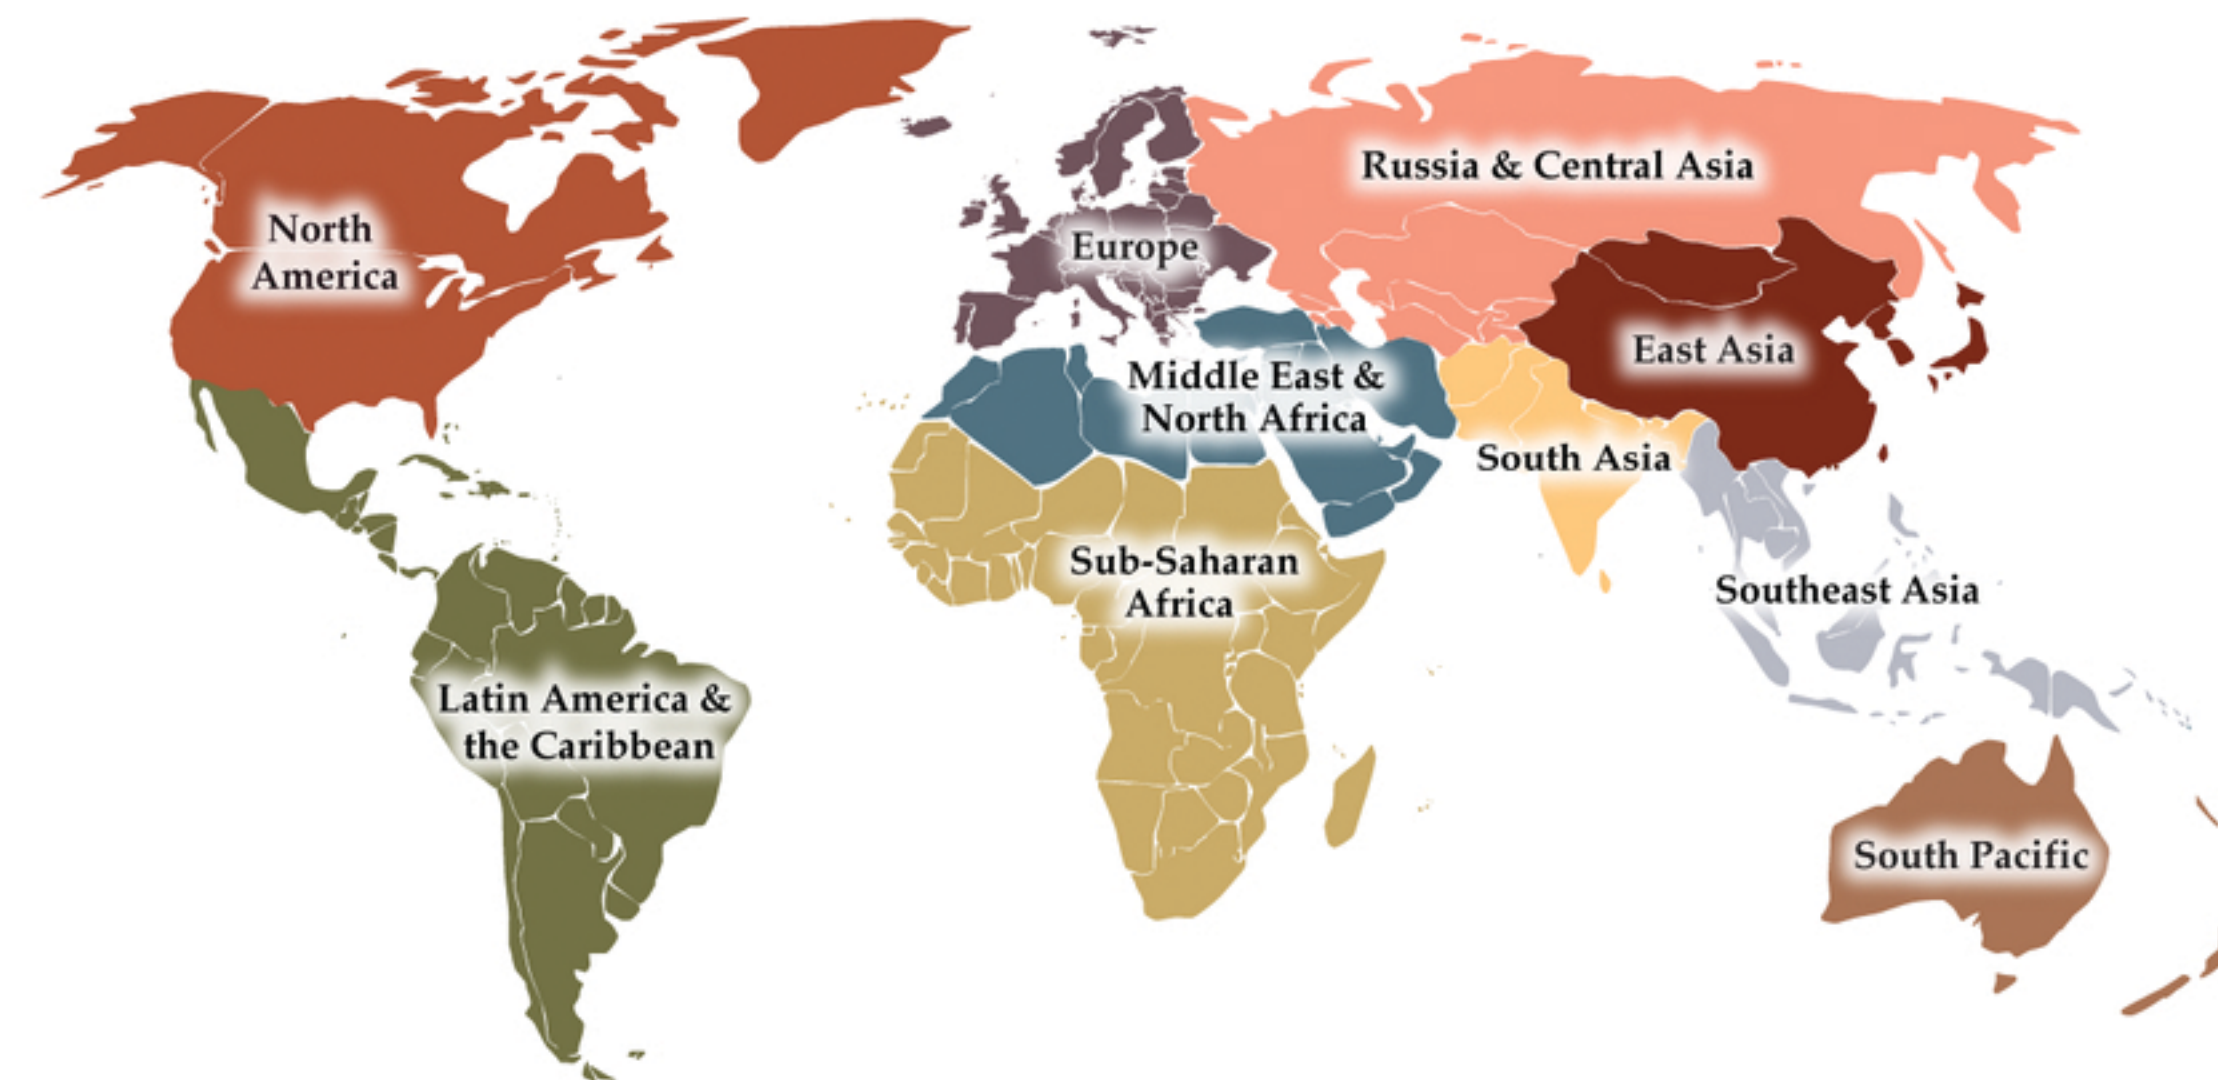 North
America
Europe
Russia & Central Asia
East Asia
Middle East &
North Africa
South Asia
Sub-Saharan
Africa
Southeast Asia
Latin America &
the Caribbean
South Pacific